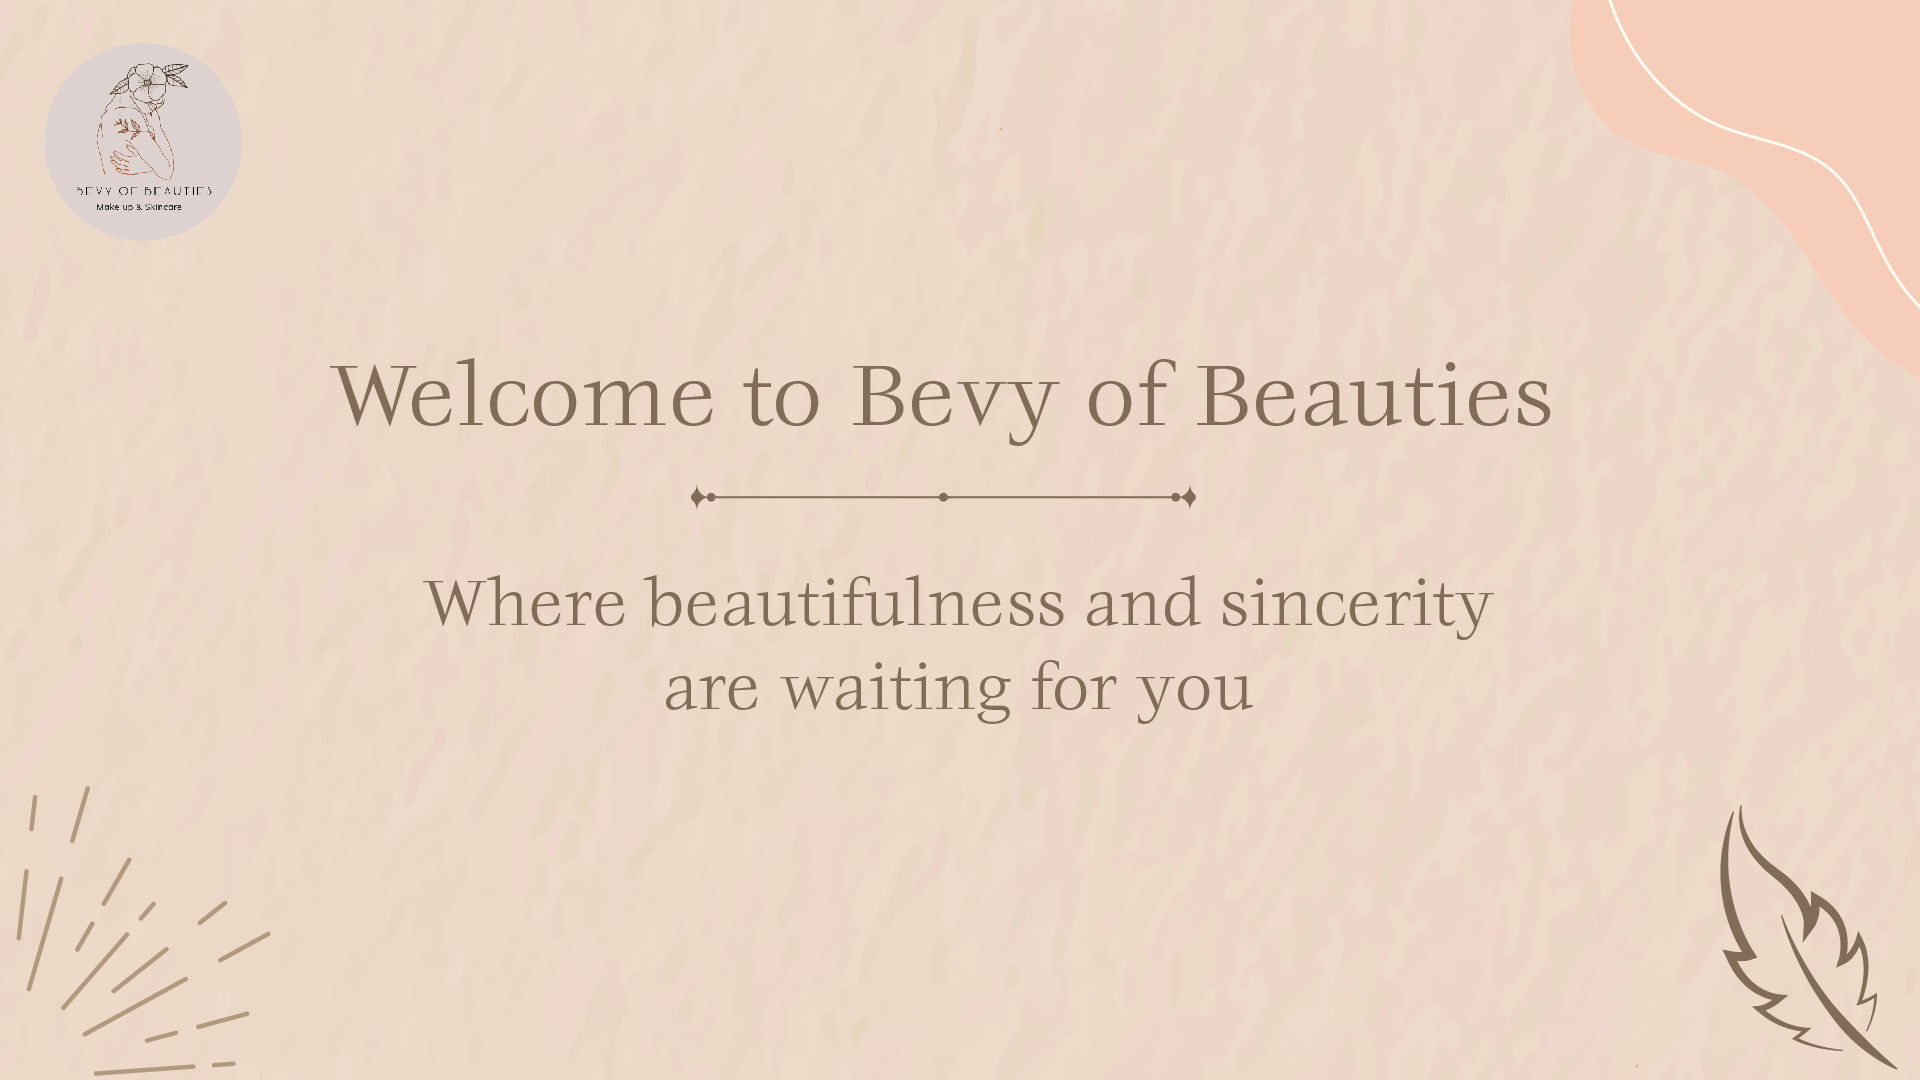 BEVY OF BEAUTIES
Make up & Skincare
Welcome to Bevy of Beauties
Where beautifulness and sincerity
are waiting for you